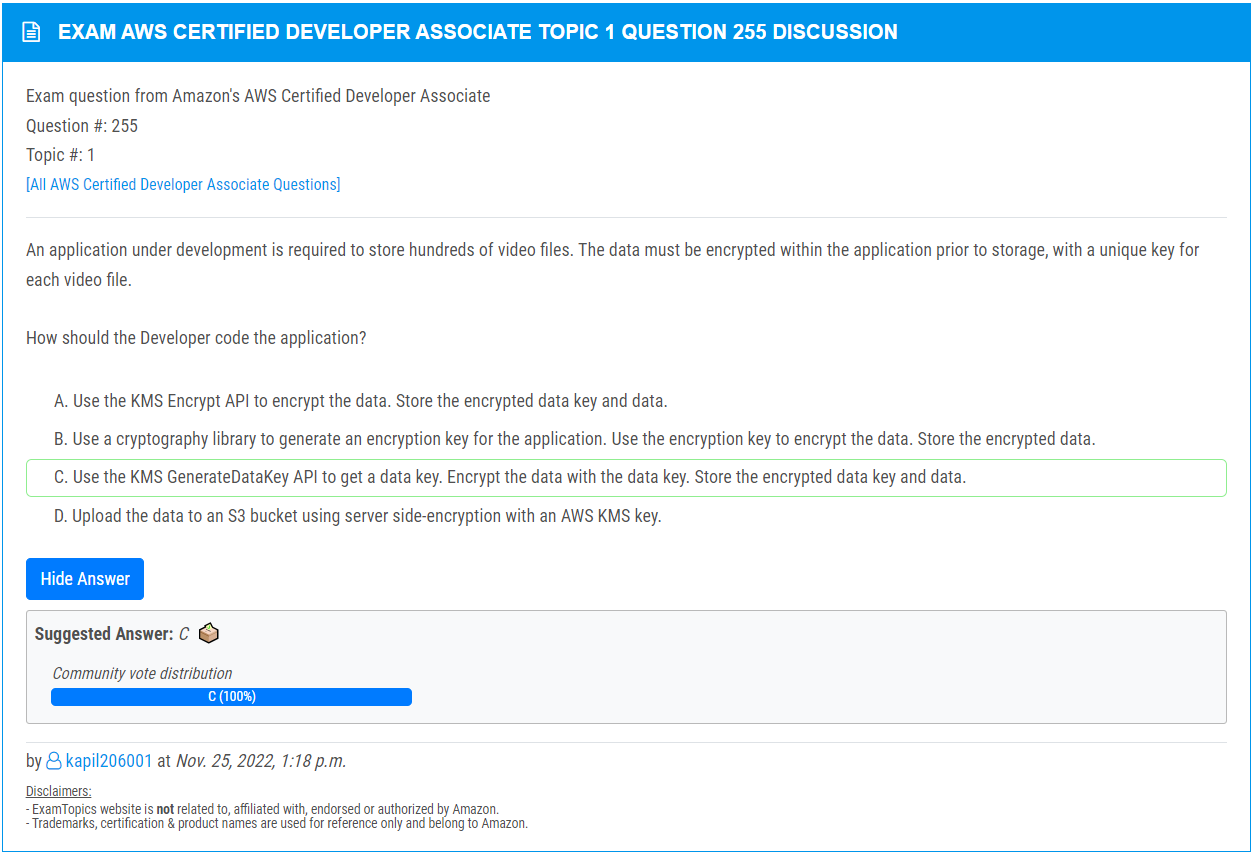 EXAM AWS CERTIFIED DEVELOPER ASSOCIATE TOPIC 1 QUESTION 255 DISCUSSION
Exam question from Amazon's AWS Certified Developer Associate
Question #: 255
Topic #: 1
[All AWS Certified Developer Associate Questions]
An application under development is required to store hundreds of video files. The data must be encrypted within the application prior to storage, with a unique key for
each video file.
How should the Developer code the application?
A. Use the KMS Encrypt API to encrypt the data. Store the encrypted data key and data.
B. Use a cryptography library to generate an encryption key for the application. Use the encryption key to encrypt the data. Store the encrypted data.
C. Use the KMS GenerateDataKey API to get a data key. Encrypt the data with the data key. Store the encrypted data key and data.
D. Upload the data to an S3 bucket using server side-encryption with an AWS KMS key.
Hide Answer
Suggested Answer: C
Community vote distribution
C (100%)
by kapil206001 at Nov. 25, 2022, 1:18 p.m.
Disclaimers:
- ExamTopics website is not related to, affiliated with, endorsed or authorized by Amazon.
- Trademarks, certification & product names are used for reference only and belong to Amazon.